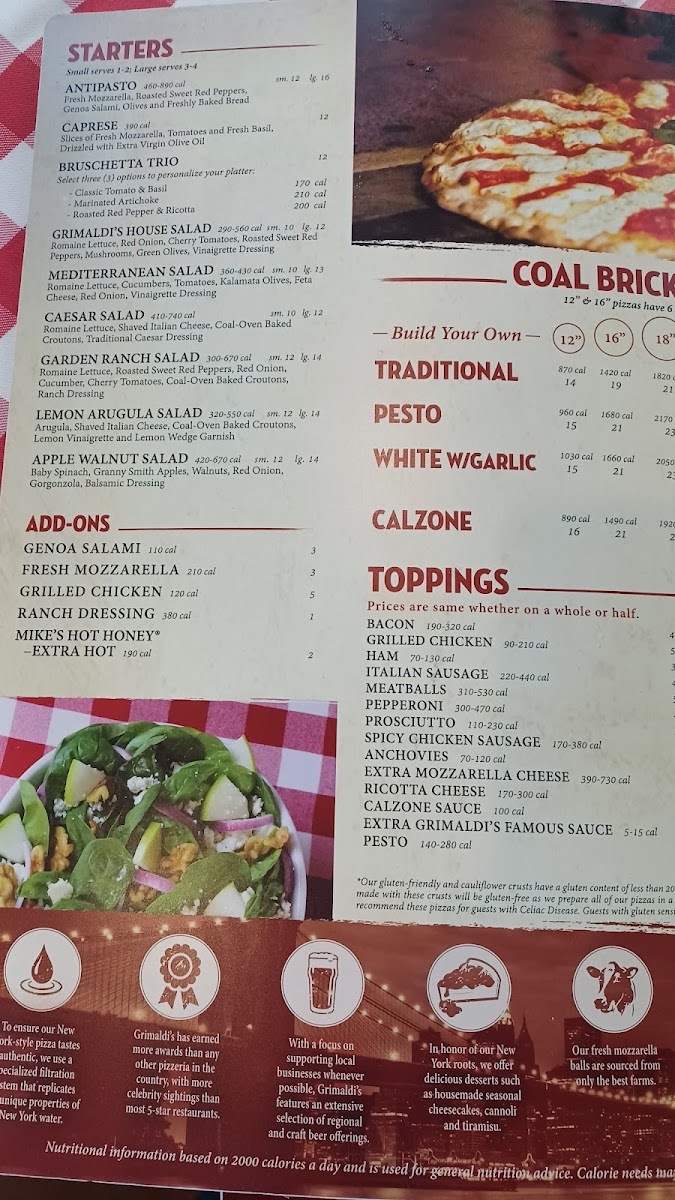 STARTERS
Small serves 1-2; Large serves 3-4
ANTIPASTO 460-890 cal sm. 12 lg. 16
Fresh Mozzarella, Roasted Sweet Red Peppers,
Genoa Salami, Olives and Freshly Baked Bread
CAPRESE 390 cal 12
Slices of Fresh Mozzarella, Tomatoes and Fresh Basil,
Drizzled with Extra Virgin Olive Oil
BRUSCHETTA TRIO 12
Select three (3) options to personalize your platter:
- Classic Tomato & Basil 170 cal
- Marinated Artichoke 210 cal
- Roasted Red Pepper & Ricotta 200 cal
GRIMALDI'S HOUSE SALAD 290-560 cal sm. 10 lg. 12
Romaine Lettuce, Red Onion, Cherry Tomatoes, Roasted Sweet Red
Peppers, Mushrooms, Green Olives, Vinaigrette Dressing
MEDITERRANEAN SALAD 360-430 cal sm. 10 lg. 13
Romaine Lettuce, Cucumbers, Tomatoes, Kalamata Olives, Feta
Cheese, Red Onion, Vinaigrette Dressing
CAESAR SALAD 410-740 cal sm. 10 lg. 12
Romaine Lettuce, Shaved Italian Cheese, Coal-Oven Baked
Croutons, Traditional Caesar Dressing
GARDEN RANCH SALAD 300-670 cal sm. 12 lg. 14
Romaine Lettuce, Roasted Sweet Red Peppers, Red Onion,
Cucumber, Cherry Tomatoes, Coal-Oven Baked Croutons,
Ranch Dressing
LEMON ARUGULA SALAD 320-550 cal sm. 12 lg. 14
Arugula, Shaved Italian Cheese, Coal-Oven Baked Croutons,
Lemon Vinaigrette and Lemon Wedge Garnish
APPLE WALNUT SALAD 420-670 cal sm. 12 lg. 14
Baby Spinach, Granny Smith Apples, Walnuts, Red Onion,
Gorgonzola, Balsamic Dressing
ADD-ONS
GENOA SALAMI 110 cal 3
FRESH MOZZARELLA 210 cal 3
GRILLED CHICKEN 120 cal 5
RANCH DRESSING 380 cal 1
MIKE'S HOT HONEY®
–EXTRA HOT 190 cal 2
COAL BRICK
12" & 16" pizzas have 6
— Build Your Own — 12" 16" 18"
TRADITIONAL 870 cal 1420 cal 1820
14 19 21
PESTO 960 cal 1680 cal 2170
15 21
WHITE W/GARLIC 1030 cal 1660 cal 2050
15 21
CALZONE 890 cal 1490 cal
16 21
TOPPINGS
Prices are same whether on a whole or half.
BACON 190-320 cal
GRILLED CHICKEN 90-210 cal
HAM 70-130 cal
ITALIAN SAUSAGE 220-440 cal
MEATBALLS 310-530 cal
PEPPERONI 300-470 cal
PROSCIUTTO 110-230 cal
SPICY CHICKEN SAUSAGE 170-380 cal
ANCHOVIES 70-120 cal
EXTRA MOZZARELLA CHEESE 390-730 cal
RICOTTA CHEESE 170-300 cal
CALZONE SAUCE 100 cal
EXTRA GRIMALDI'S FAMOUS SAUCE 5-15 cal
PESTO 140-280 cal
*Our gluten-friendly and cauliflower crusts have a gluten content of less than 20
made with these crusts will be gluten-free as we prepare all of our pizzas in a
recommend these pizzas for guests with Celiac Disease. Guests with gluten sens
To ensure our New
ork-style pizza tastes
authentic, we use a
pecialized filtration
stem that replicates
unique properties of
New York water.
Grimaldi's has earned
more awards than any
other pizzeria in the
country, with more
celebrity sightings than
most 5-star restaurants.
With a focus on
supporting local
businesses whenever
possible, Grimaldi's
features an extensive
selection of regional
and craft beer offerings.
In honor of our New
York roots, we offer
delicious desserts such
as housemade seasonal
cheesecakes, cannoli
and tiramisu.
Our fresh mozzarella
balls are sourced from
only the best farms.
Nutritional information based on 2000 calories a day and is used for general nutrition advice. Calorie needs ma